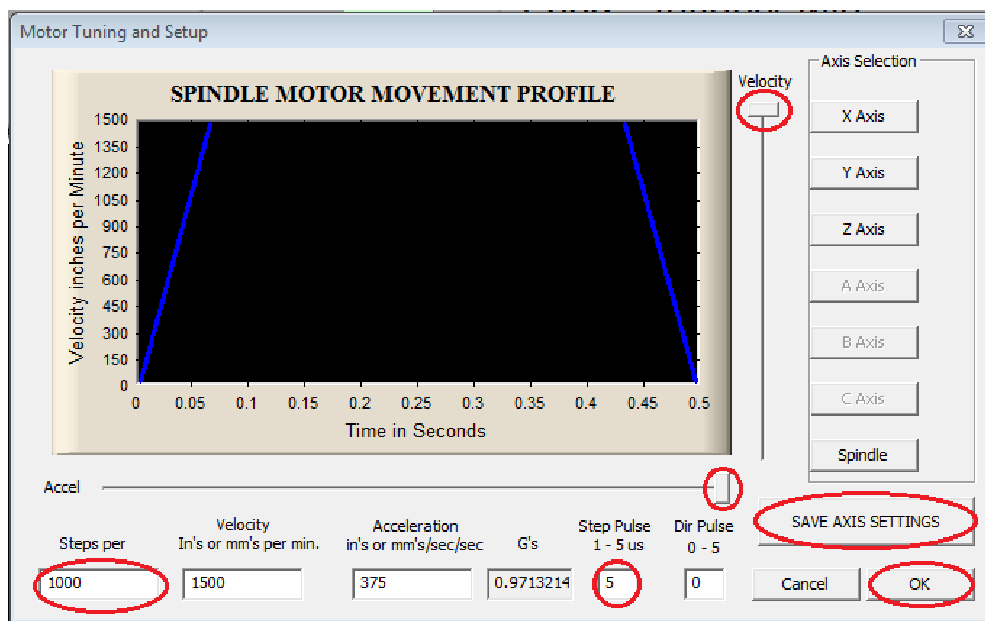 Motor Tuning and Setup
SPINDLE MOTOR MOVEMENT PROFILE
Velocity inches per Minute
1500
1350
1200
1050
900
750
600
450
300
150
0
0 0.05 0.1 0.15 0.2 0.25 0.3 0.35 0.4 0.45 0.5
Time in Seconds
Velocity
Axis Selection
X Axis
Y Axis
Z Axis
A Axis
B Axis
C Axis
Spindle
Accel
SAVE AXIS SETTINGS
Steps per
Velocity
In's or mm's per min.
Acceleration
in's or mm's/sec/sec
G's
Step Pulse
1 - 5 us
Dir Pulse
0 - 5
1000 1500 375 0.9713214 5 0
Cancel OK